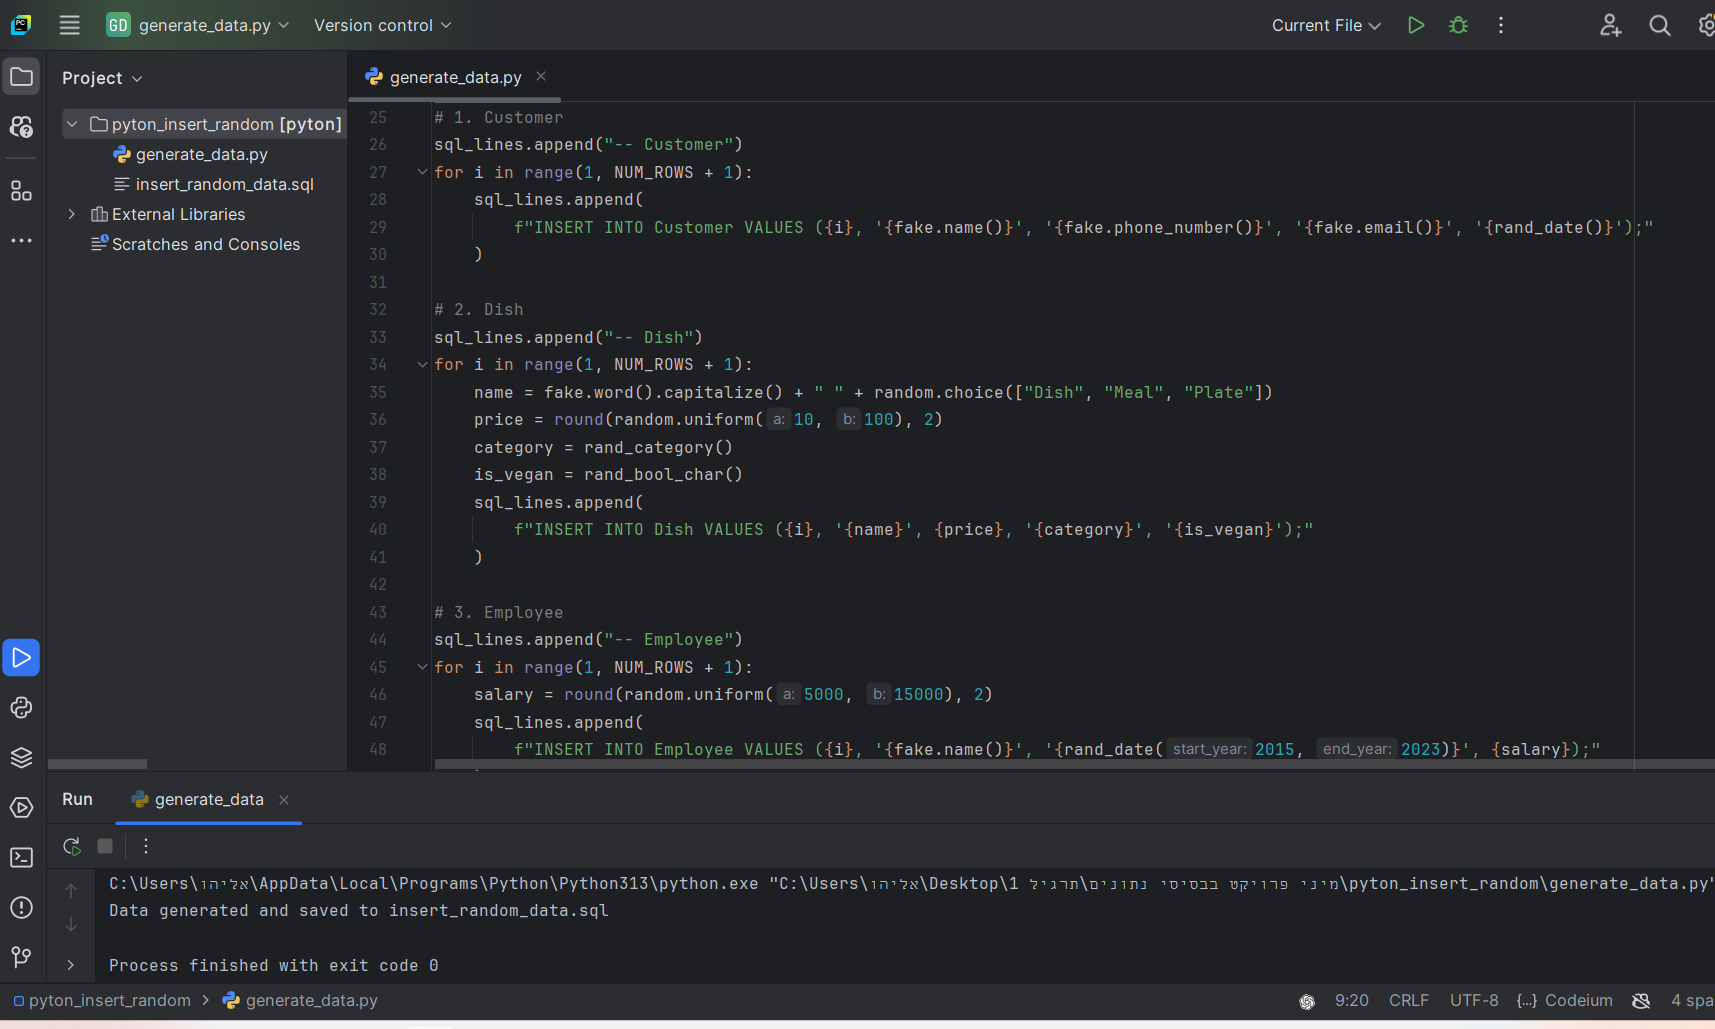 PC
GD generate_data.py Version control Current File
Project
generate_data.py
pyton_insert_random [pyton]
generate_data.py
insert_random_data.sql
External Libraries
Scratches and Consoles
25 # 1. Customer
26 sql_lines.append("-- Customer")
27 for i in range(1, NUM_ROWS + 1):
28 sql_lines.append(
29 f"INSERT INTO Customer VALUES ({i}, '{fake.name()}', '{fake.phone_number()}', '{fake.email()}', '{rand_date()}');"
30 )
31
32 # 2. Dish
33 sql_lines.append("-- Dish")
34 for i in range(1, NUM_ROWS + 1):
35 name = fake.word().capitalize() + " " + random.choice(["Dish", "Meal", "Plate"])
36 price = round(random.uniform( a: 10, b: 100), 2)
37 category = rand_category()
38 is_vegan = rand_bool_char()
39 sql_lines.append(
40 f"INSERT INTO Dish VALUES ({i}, '{name}', {price}, '{category}', '{is_vegan}');"
41 )
42
43 # 3. Employee
44 sql_lines.append("-- Employee")
45 for i in range(1, NUM_ROWS + 1):
46 salary = round(random.uniform( a: 5000, b: 15000), 2)
47 sql_lines.append(
48 f"INSERT INTO Employee VALUES ({i}, '{fake.name()}', '{rand_date( start_year: 2015, end_year: 2023)}', {salary});"
Run generate_data
C:\Users\אליהו\AppData\Local\Programs\Python\Python313\python.exe "C:\Users\אליהו\Desktop\מיני פרויקט בבסיסי נתונים\תרגיל 1\pyton_insert_random\generate_data.py"
Data generated and saved to insert_random_data.sql
Process finished with exit code 0
pyton_insert_random > generate_data.py 9:20 CRLF UTF-8 {...} Codeium 4 spa